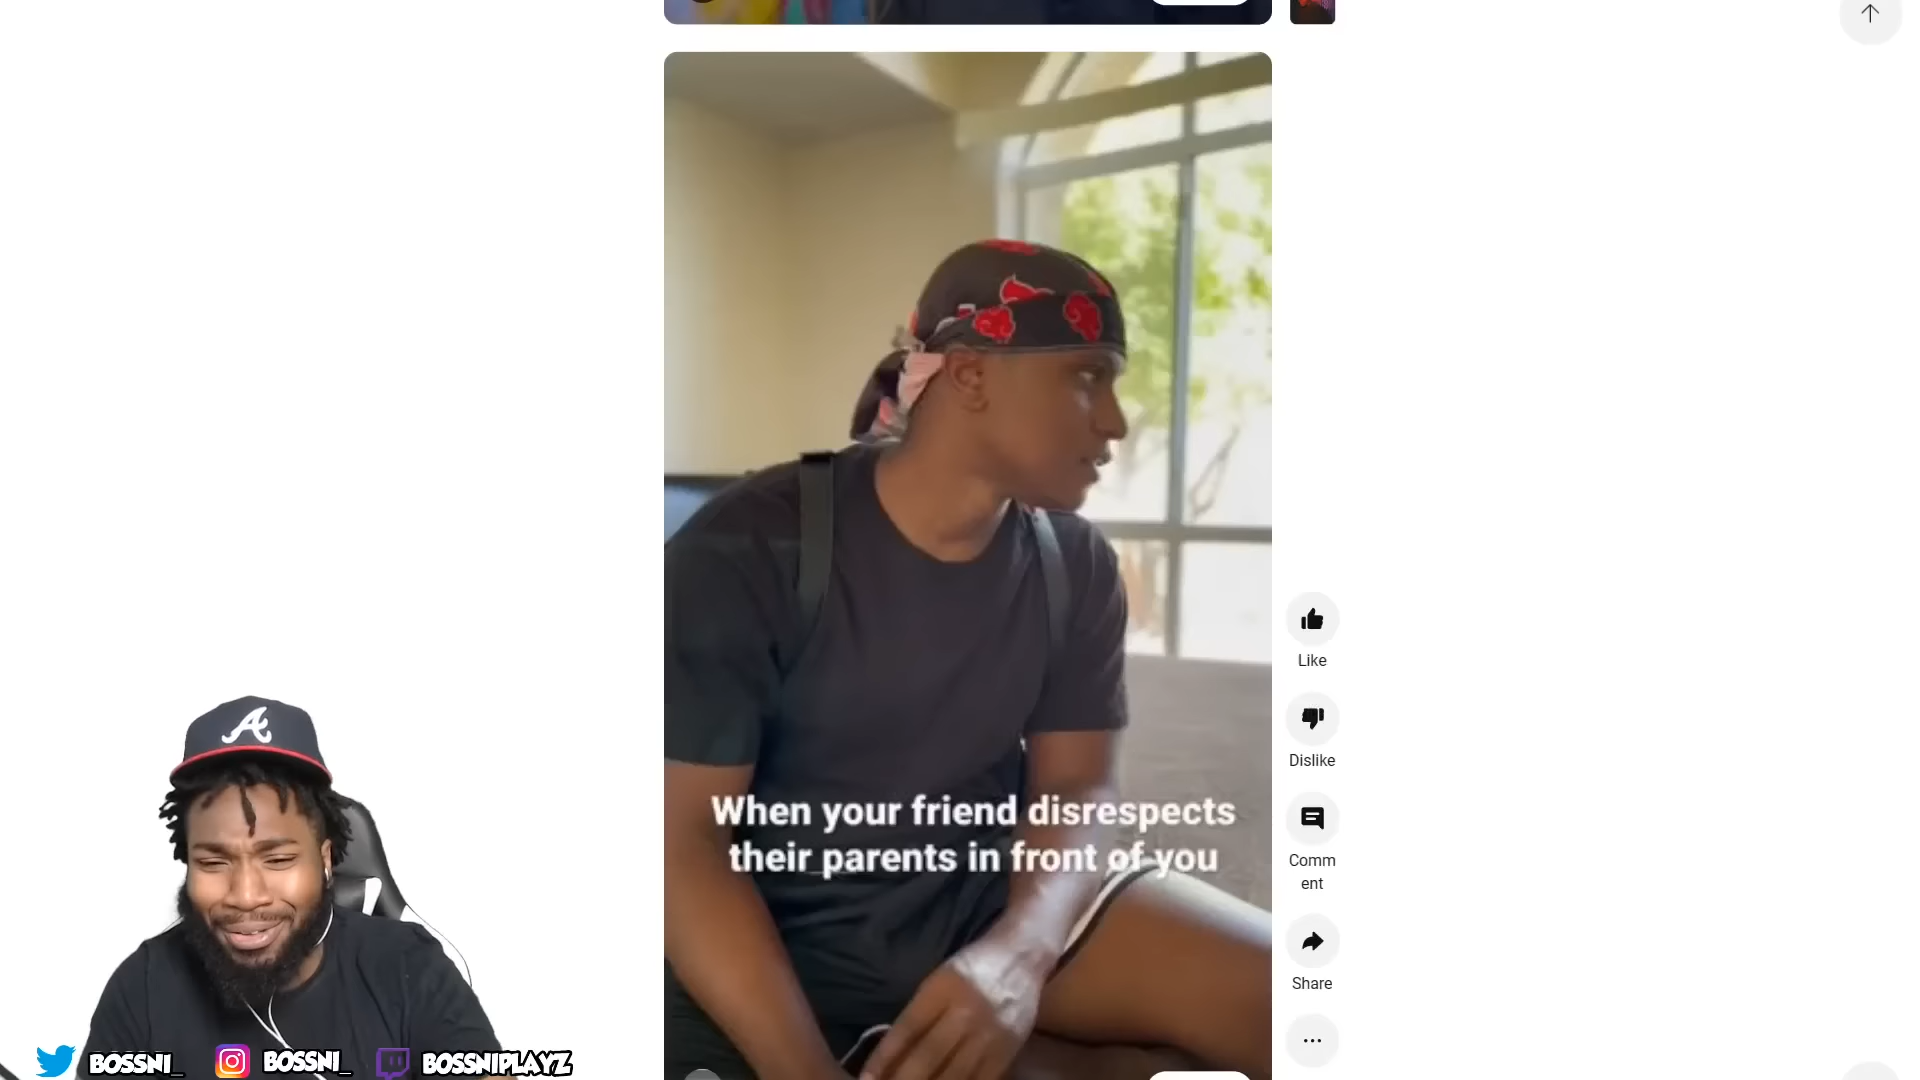 When your friend disrespects
their parents in front of you
Like
Dislike
Comm
ent
Share
A
BOSSNI_
BOSSNI_
BOSSNIPLAYZ